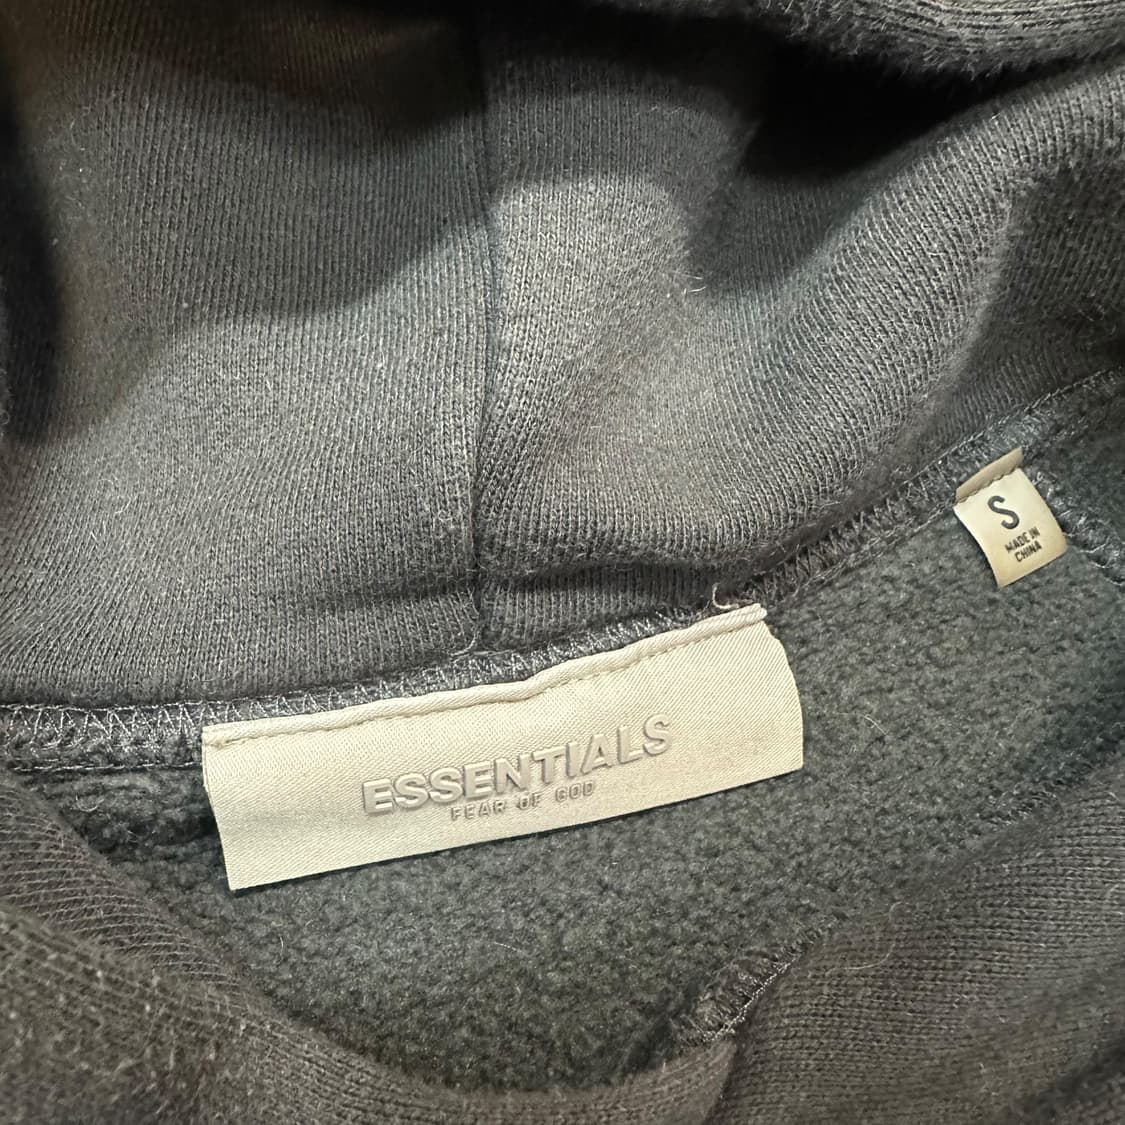 S
MADE IN
CHINA
ESSENTIALS
FEAR OF GOD